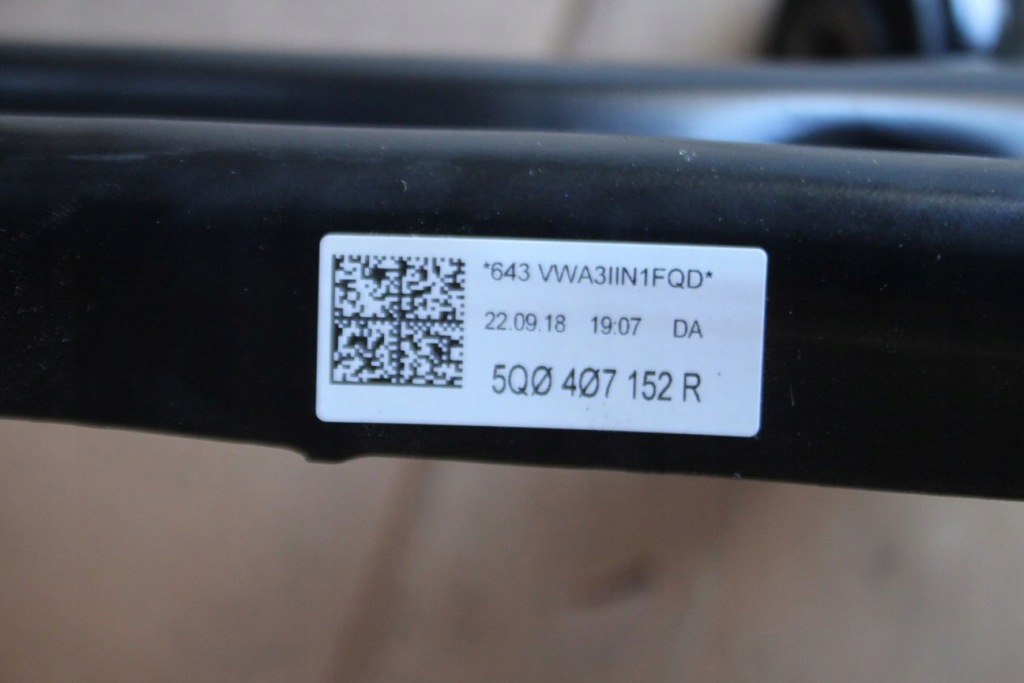 *643 VWA3IIN1FQD*
22.09.18 19:07 DA
5QØ 4Ø7 152 R